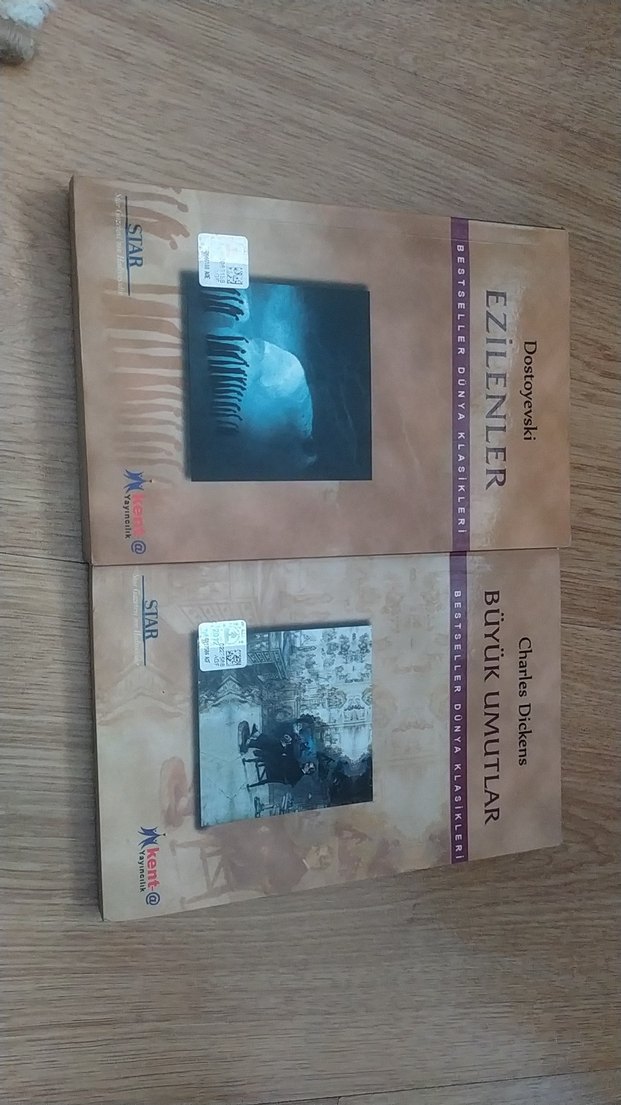 Dostoyevski
EZİLENLER
BESTSELLER DÜNYA KLASİKLERİ
STAR
kent-@
Yayıncılık
Charles Dickens
BÜYÜK UMUTLAR
BESTSELLER DÜNYA KLASİKLERİ
STAR
kent-@
Yayıncılık